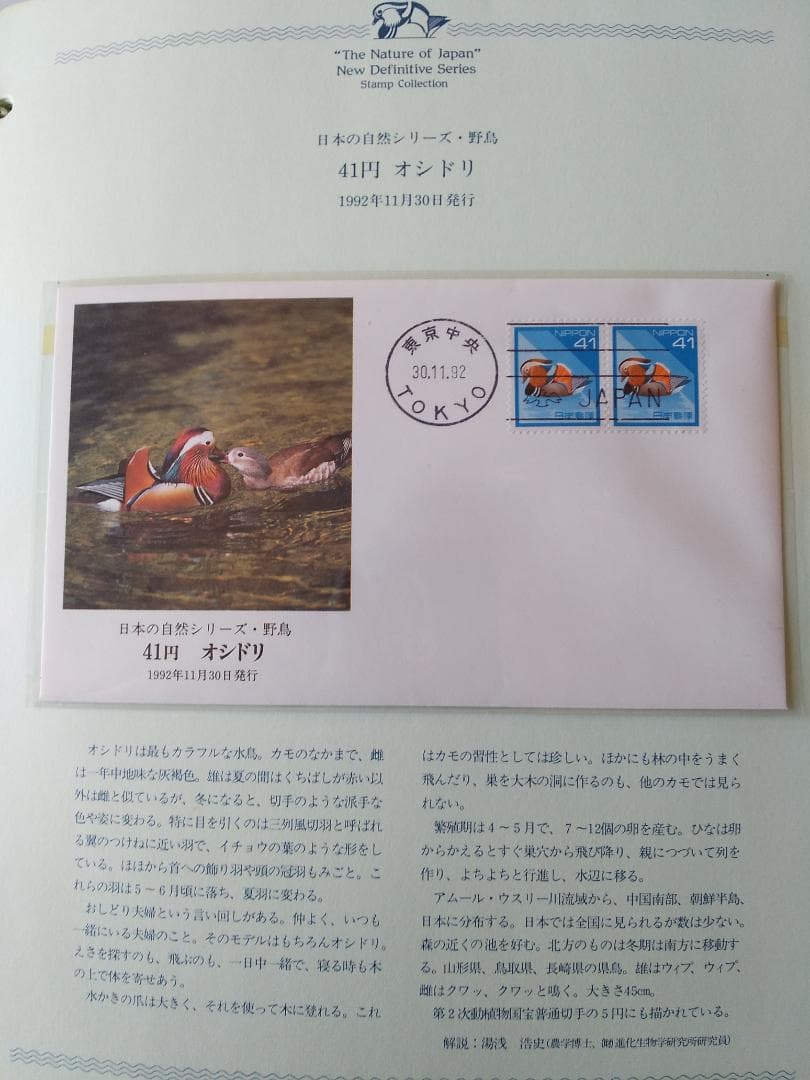 "The Nature of Japan"
New Definitive Series
Stamp Collection
日本の自然シリーズ・野鳥
41円 オシドリ
1992年11月30日発行
東京中央
30.11.92
TOKYO
NIPPON
41
日本郵便
NIPPON
41
日本郵便
JAPAN
日本の自然シリーズ・野鳥
41円 オシドリ
1992年11月30日発行
オシドリは最もカラフルな水鳥。カモのなかまで、雌
は一年中地味な灰褐色。雄は夏の間はくちばしが赤い以
外は雌と似ているが、冬になると、切手のような派手な
色や姿に変わる。特に目を引くのは三列風切羽と呼ばれ
る翼のつけねに近い羽で、イチョウの葉のような形をし
ている。ほほから首への飾り羽や頭の冠羽もみごと。こ
れらの羽は5～6月頃に落ち、夏羽に変わる。
おしどり夫婦という言い回しがある。仲よく、いつも
一緒にいる夫婦のこと。そのモデルはもちろんオシドリ。
えさを探すのも、飛ぶのも、一日中一緒で、寝る時も木
の上で体を寄せあう。
水かきの爪は大きく、それを使って木に登れる。これ
はカモの習性としては珍しい。ほかにも林の中をうまく
飛んだり、巣を大木の洞に作るのも、他のカモでは見ら
れない。
繁殖期は4～5月で、7～12個の卵を産む。ひなは卵
からかえるとすぐ巣穴から飛び降り、親につづいて列を
作り、よちよちと行進し、水辺に移る。
アムール・ウスリー川流域から、中国南部、朝鮮半島、
日本に分布する。日本では全国に見られるが数は少ない。
森の近くの池を好む。北方のものは冬期は南方に移動す
る。山形県、鳥取県、長崎県の県鳥。雄はウィブ、ウィブ、
雌はクワッ、クワッと鳴く。大きさ45cm。
第2次動植物国宝普通切手の5円にも描かれている。
解説：湯浅 浩史(農学博士、㈶進化生物学研究所研究員)